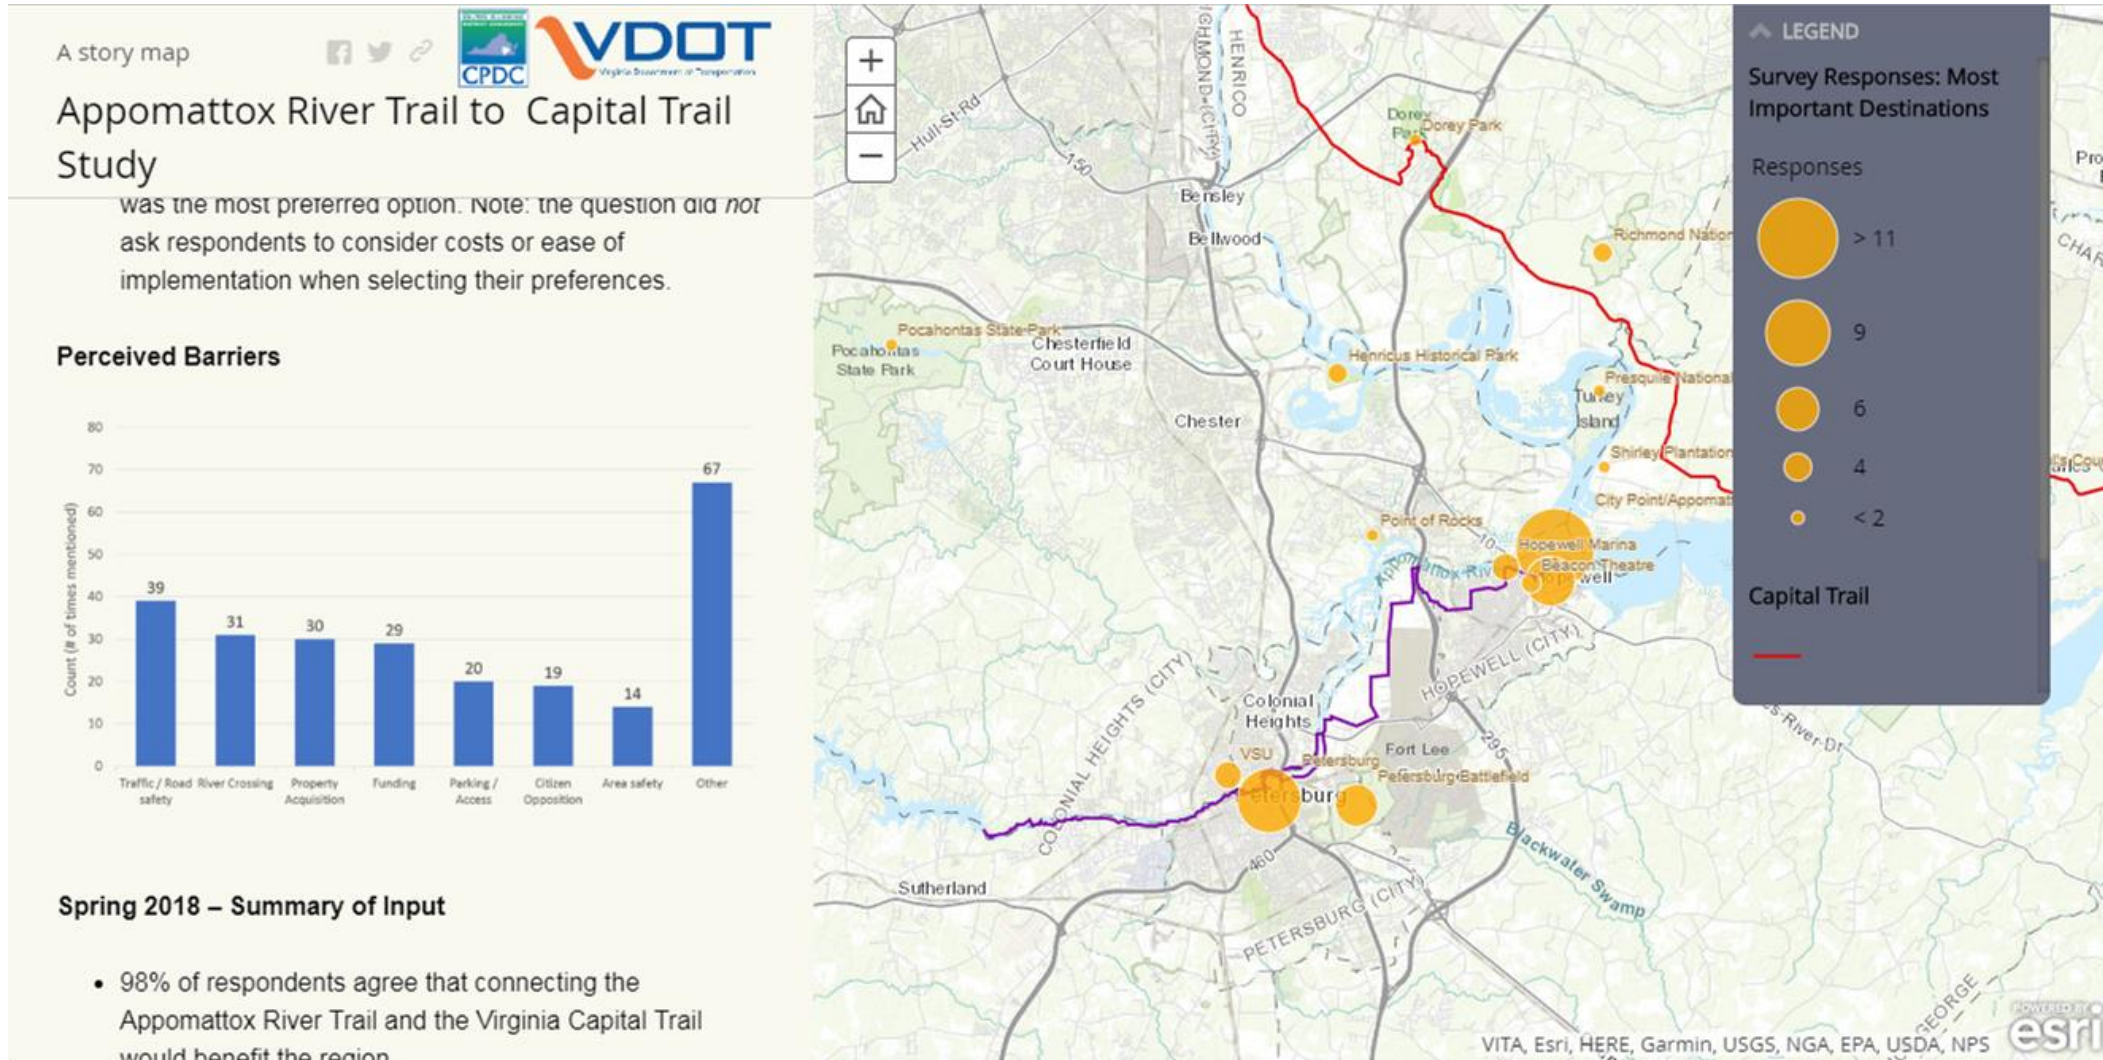 A story map
CPDC
VDOT
Virginia Department of Transportation
Appomattox River Trail to Capital Trail
Study
was the most preferred option. Note: the question did not
ask respondents to consider costs or ease of
implementation when selecting their preferences.
Perceived Barriers
Count (# of times mentioned)
80
70
60
50
40
30
20
10
0
39
31
30
29
20
19
14
67
Traffic / Road safety
River Crossing
Property Acquisition
Funding
Parking / Access
Citizen Opposition
Area safety
Other
Spring 2018 – Summary of Input
• 98% of respondents agree that connecting the
Appomattox River Trail and the Virginia Capital Trail
would benefit the region
+
−
HENRICO
Hull-St-Rd
150
Dorey Park
Dorey Park
Bensley
Bellwood
Richmond Nation
Pocahontas State Park
Pocahontas
State Park
Chesterfield
Court House
Henricus Historical Park
Presquile National
Turkey
Island
Chester
Shirley Plantation
City Point/Appomat
Point of Rocks
10
Hopewell Marina
Beacon Theatre
Appomattox Riv
HOPEWELL (CITY)
COLONIAL HEIGHTS (CITY)
Colonial
Heights
VSU
Petersburg
Petersburg
Fort Lee
295
Petersburg Battlefield
460
Blackwater Swamp
PETERSBURG (CITY)
Sutherland
LEGEND
Survey Responses: Most
Important Destinations
Responses
> 11
9
6
4
< 2
Capital Trail
Pro
CHAR
es-River-Dr
GEORGE
VITA, Esri, HERE, Garmin, USGS, NGA, EPA, USDA, NPS
POWERED BY
esri